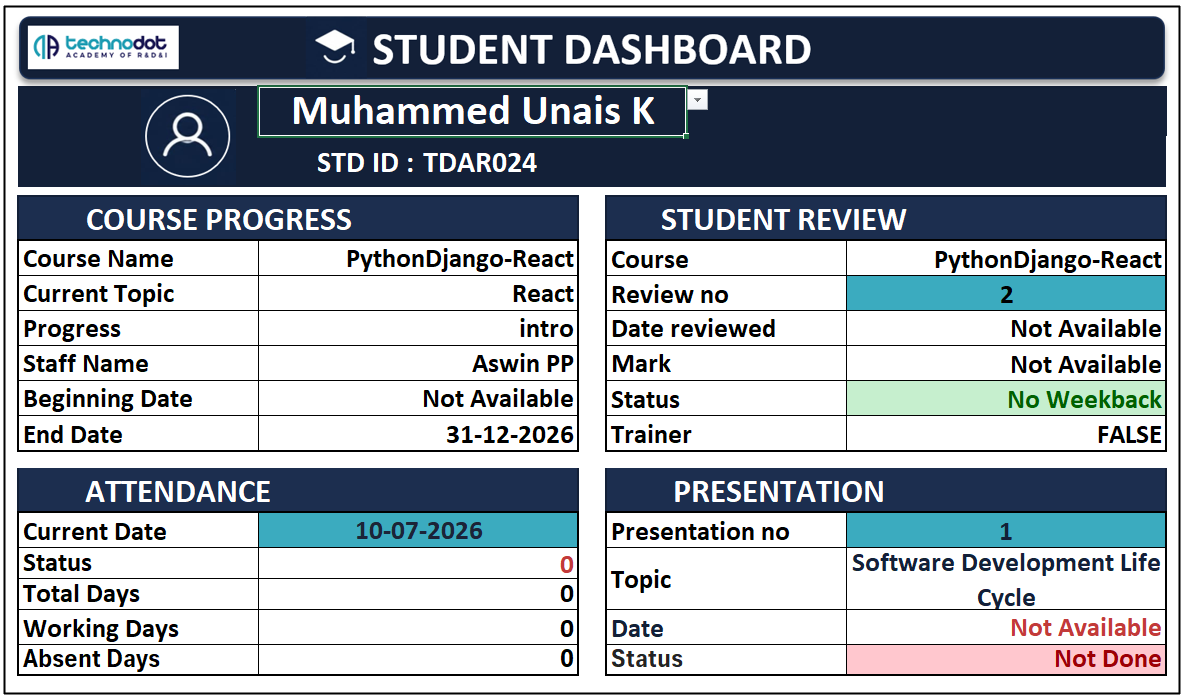 technodot
ACADEMY OF R&D&I
STUDENT DASHBOARD
Muhammed Unais K
STD ID : TDAR024
COURSE PROGRESS
Course Name PythonDjango-React
Current Topic React
Progress intro
Staff Name Aswin PP
Beginning Date Not Available
End Date 31-12-2026
STUDENT REVIEW
Course PythonDjango-React
Review no 2
Date reviewed Not Available
Mark Not Available
Status No Weekback
Trainer FALSE
ATTENDANCE
Current Date 10-07-2026
Status 0
Total Days 0
Working Days 0
Absent Days 0
PRESENTATION
Presentation no 1
Topic Software Development Life
Cycle
Date Not Available
Status Not Done